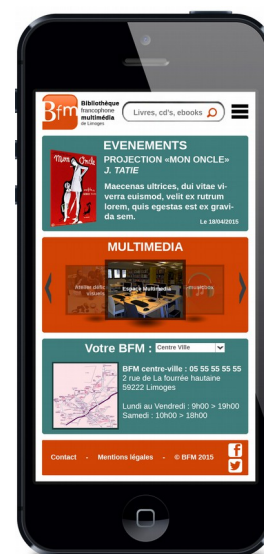 Bfm
Bibliothèque
francophone
multimédia
de Limoges
Livres, cd's, ebooks
EVENEMENTS
Mon Oncle
PROJECTION «MON ONCLE»
J. TATIE
Maecenas ultrices, dui vitae vi-
verra euismod, velit ex rutrum
lorem, quis egestas est ex gravi-
da sem.
Le 18/04/2015
MULTIMEDIA
Espace Multimédia
Votre BFM :
Centre Ville
BFM centre-ville : 05 55 55 55 55
2 rue de La fourrée hautaine
59222 Limoges
Lundi au Vendredi : 9h00 > 19h00
Samedi : 10h00 > 18h00
Contact - Mentions légales - © BFM 2015